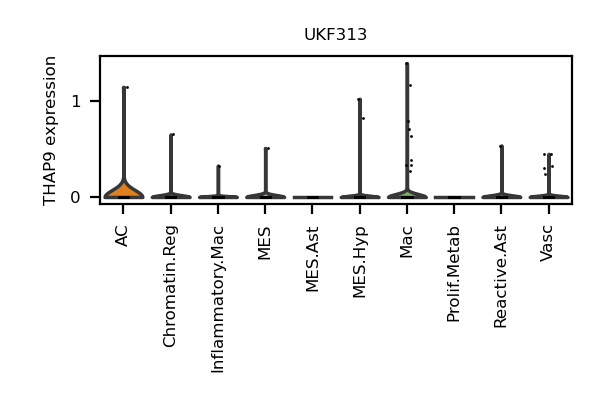 UKF313
THAP9 expression
1
0
AC
Chromatin.Reg
Inflammatory.Mac
MES
MES.Ast
MES.Hyp
Mac
Prolif.Metab
Reactive.Ast
Vasc